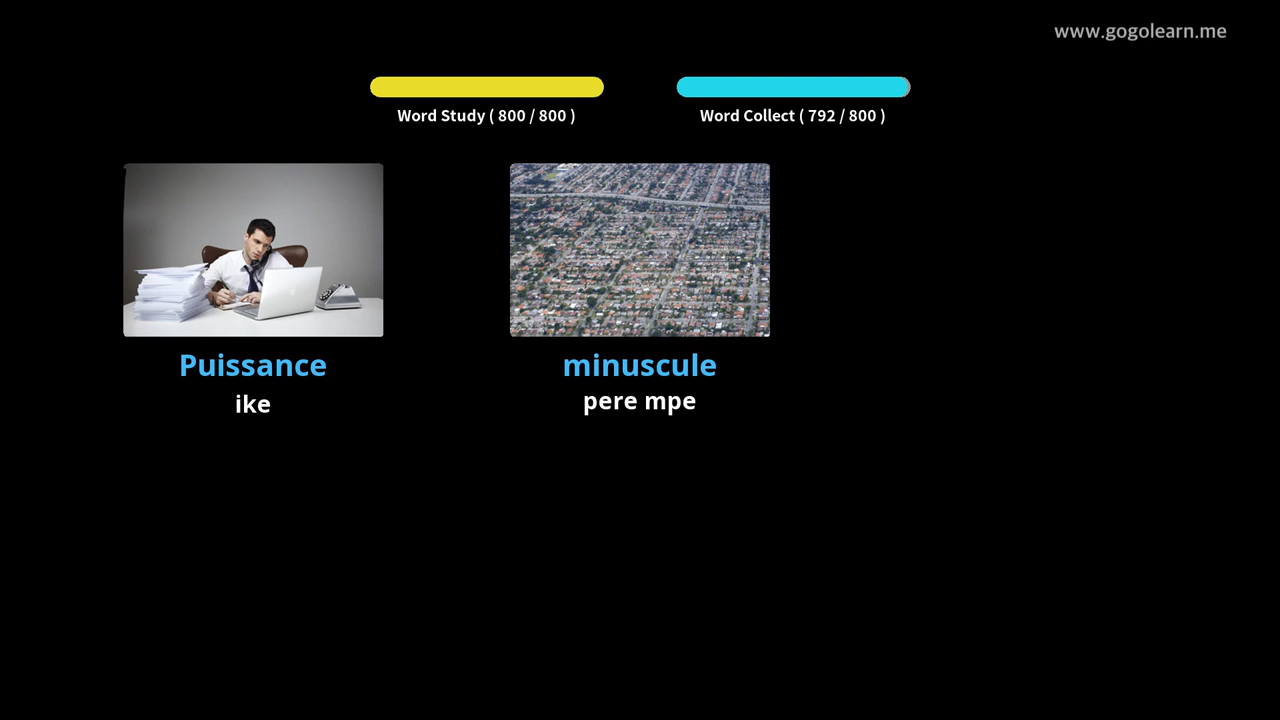 www.gogolearn.me
Word Study ( 800 / 800 )
Word Collect ( 792 / 800 )
Puissance
ike
minuscule
pere mpe